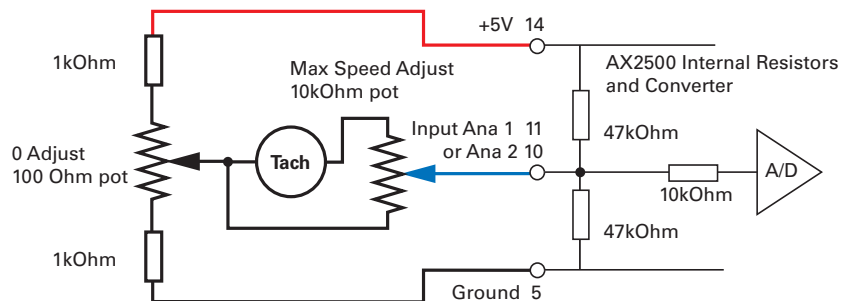 +5V 14
1kOhm
AX2500 Internal Resistors
and Converter
Max Speed Adjust
10kOhm pot
Input Ana 1 11
or Ana 2 10
47kOhm
0 Adjust
100 Ohm pot
Tach
A/D
10kOhm
47kOhm
1kOhm
Ground 5